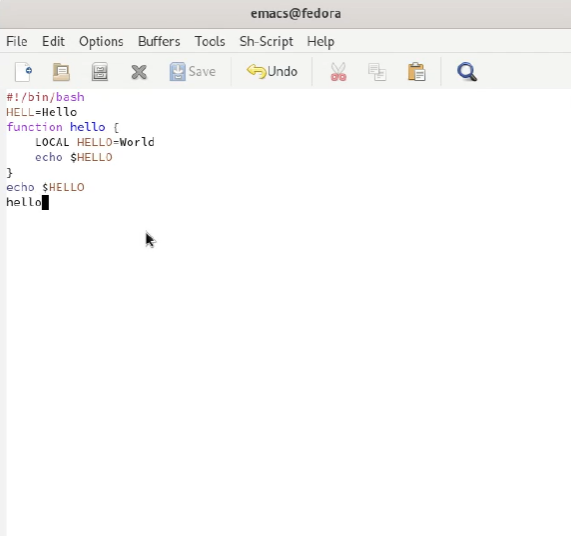 emacs@fedora
File Edit Options Buffers Tools Sh-Script Help
Save Undo
#!/bin/bash
HELL=Hello
function hello {
    LOCAL HELLO=World
    echo $HELLO
}
echo $HELLO
hello